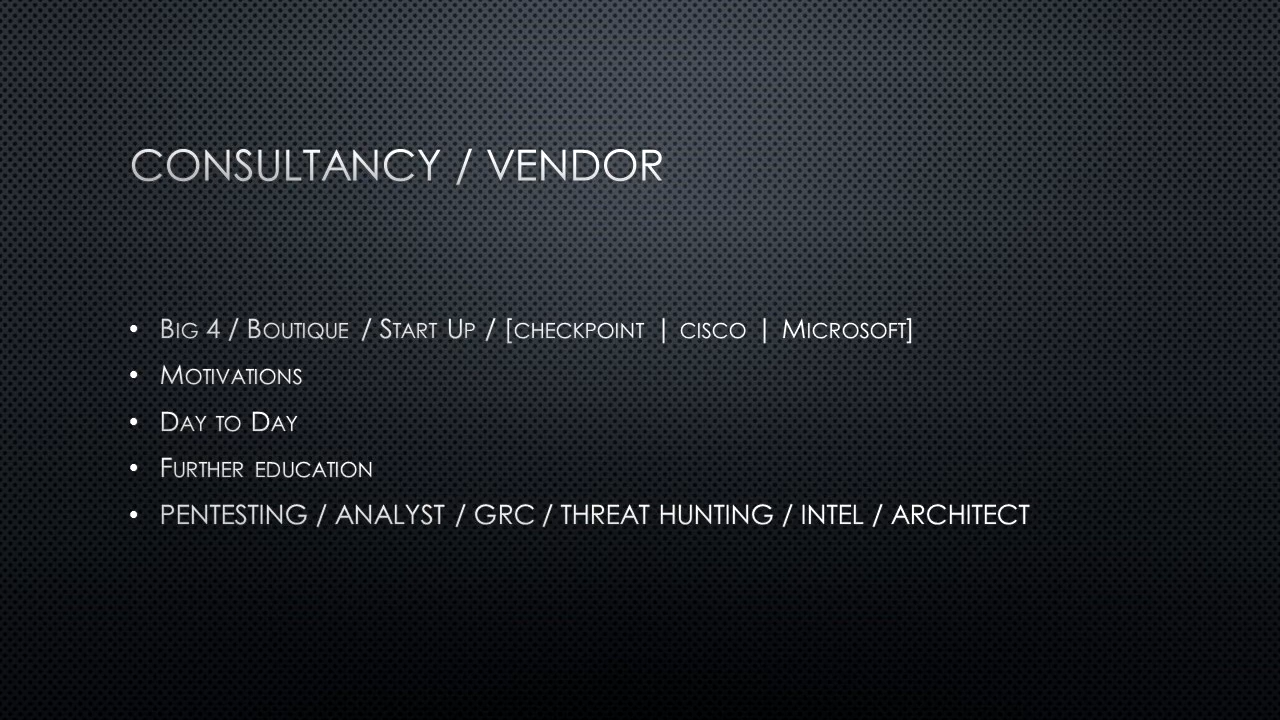 CONSULTANCY / VENDOR
• Big 4 / Boutique / Start Up / [checkpoint | cisco | Microsoft]
• Motivations
• Day to Day
• Further education
• PENTESTING / ANALYST / GRC / THREAT HUNTING / INTEL / ARCHITECT